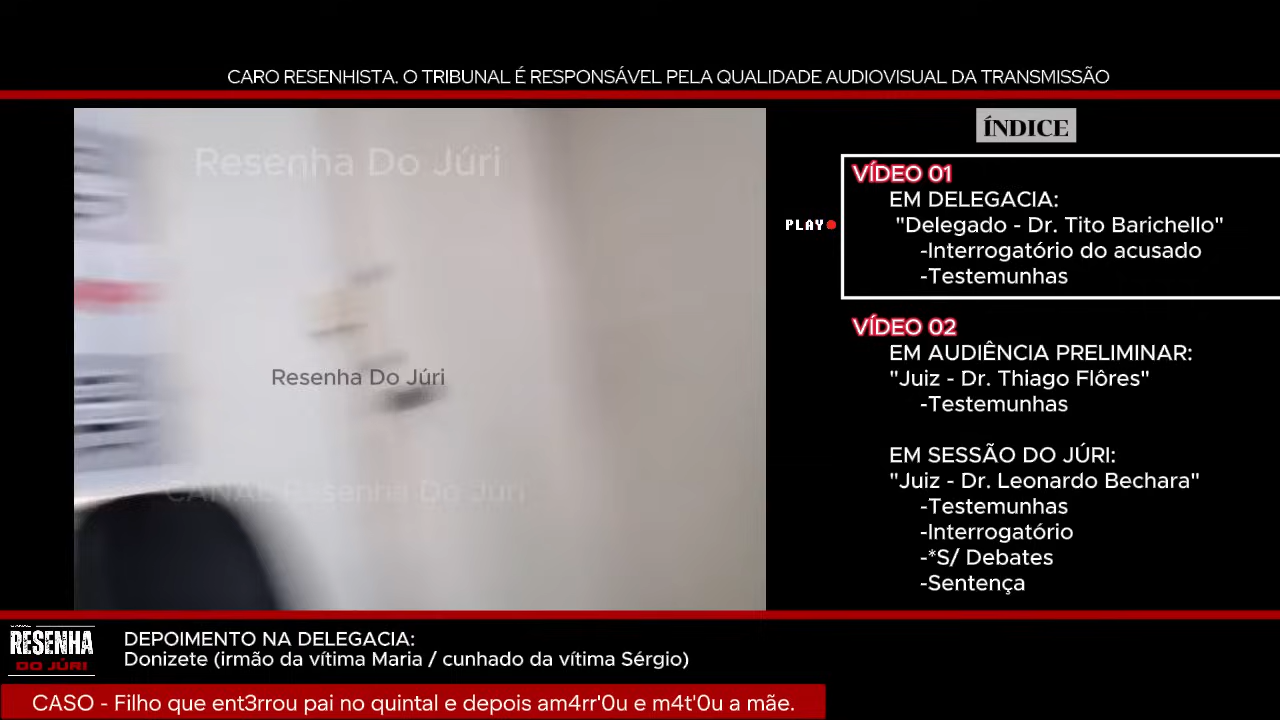 CARO RESENHISTA. O TRIBUNAL É RESPONSÁVEL PELA QUALIDADE AUDIOVISUAL DA TRANSMISSÃO
Resenha Do Júri
Resenha Do Júri
CANAL Resenha Do Júri
ÍNDICE
VÍDEO 01
EM DELEGACIA:
"Delegado - Dr. Tito Barichello"
-Interrogatório do acusado
-Testemunhas
PLAY
VÍDEO 02
EM AUDIÊNCIA PRELIMINAR:
"Juiz - Dr. Thiago Flôres"
-Testemunhas
EM SESSÃO DO JÚRI:
"Juiz - Dr. Leonardo Bechara"
-Testemunhas
-Interrogatório
-*S/ Debates
-Sentença
RESENHA
DO JÚRI
DEPOIMENTO NA DELEGACIA:
Donizete (irmão da vítima Maria / cunhado da vítima Sérgio)
CASO - Filho que ent3rrou pai no quintal e depois am4rr'0u e m4t'0u a mãe.